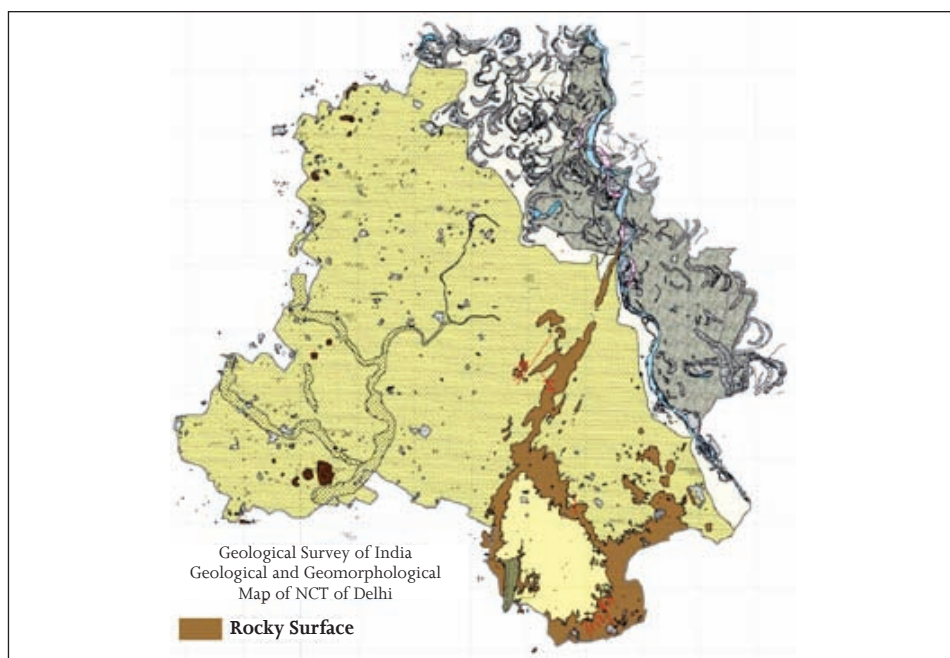 Geological Survey of India
Geological and Geomorphological
Map of NCT of Delhi
Rocky Surface